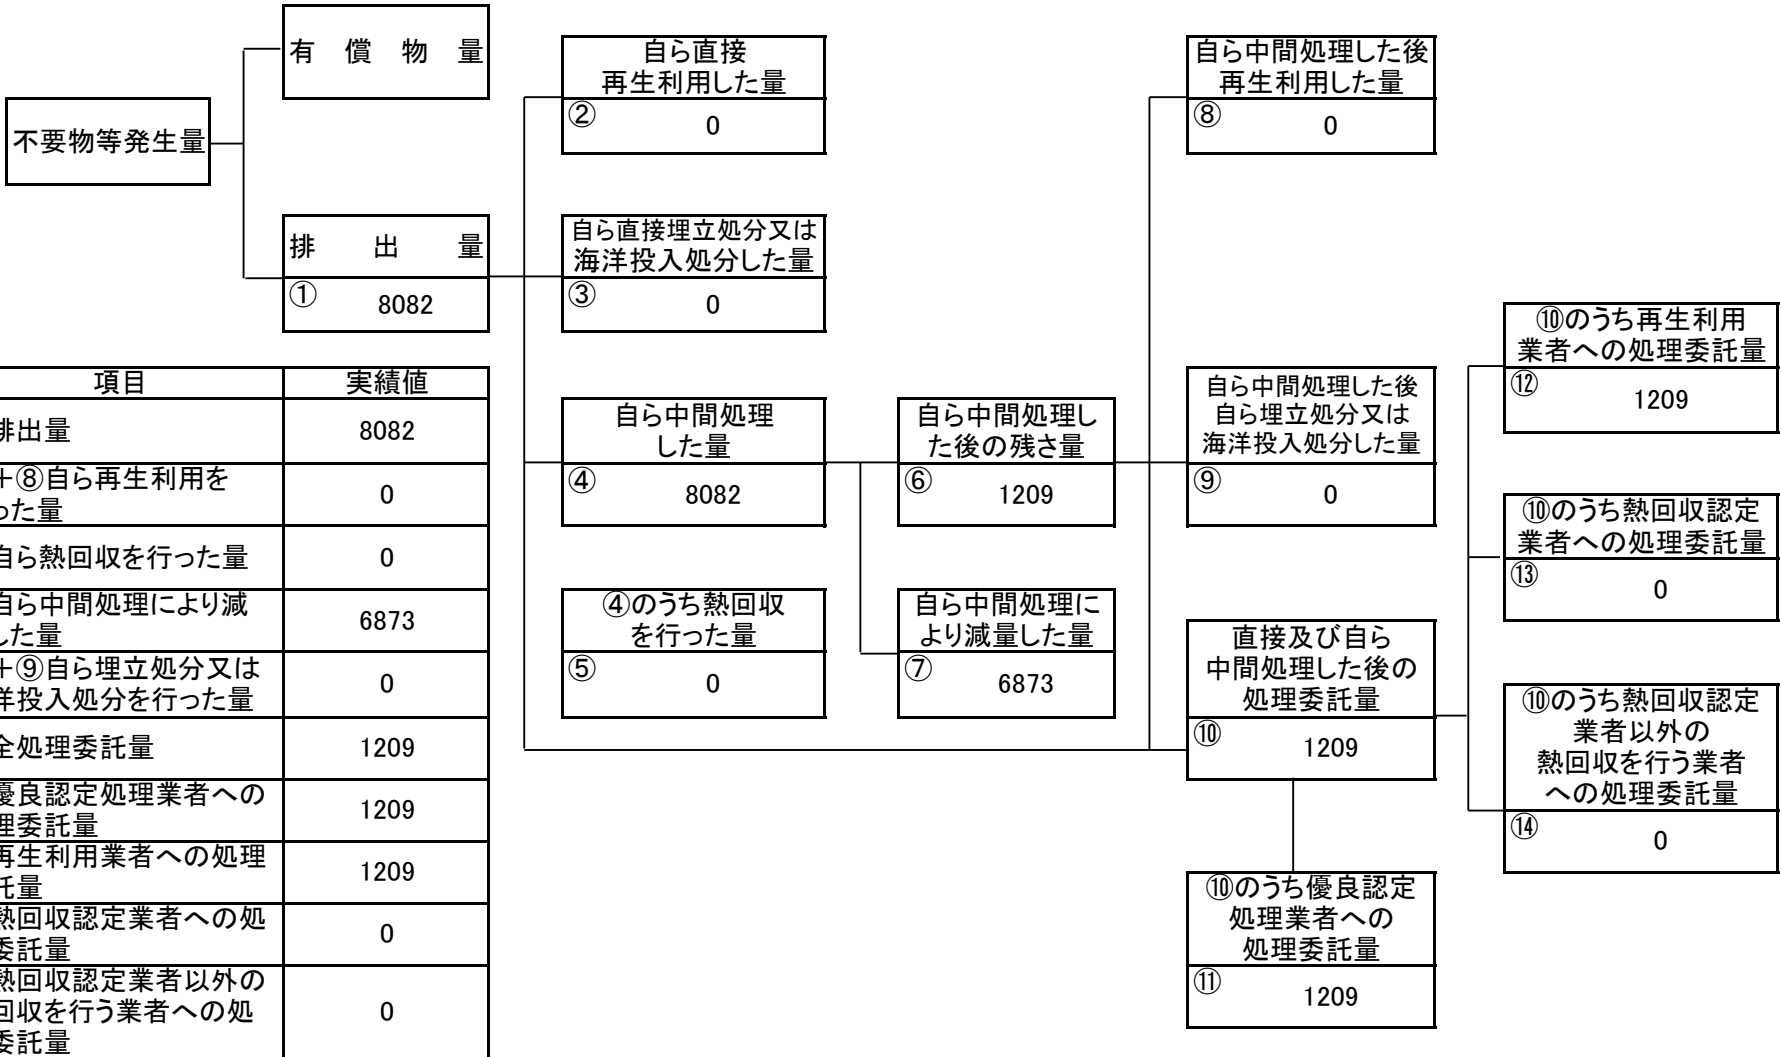 不要物等発生量
有償物量
排出量
① 8082
自ら直接
再生利用した量
② 0
自ら直接埋立処分又は
海洋投入処分した量
③ 0
自ら中間処理
した量
④ 8082
④のうち熱回収
を行った量
⑤ 0
自ら中間処理し
た後の残さ量
⑥ 1209
自ら中間処理に
より減量した量
⑦ 6873
自ら中間処理した後
再生利用した量
⑧ 0
自ら中間処理した後
自ら埋立処分又は
海洋投入処分した量
⑨ 0
直接及び自ら
中間処理した後の
処理委託量
⑩ 1209
⑩のうち優良認定
処理業者への
処理委託量
⑪ 1209
⑩のうち再生利用
業者への処理委託量
⑫ 1209
⑩のうち熱回収認定
業者への処理委託量
⑬ 0
⑩のうち熱回収認定
業者以外の
熱回収を行う業者
への処理委託量
⑭ 0
項目 実績値
排出量 8082
+⑧自ら再生利用を
った量 0
自ら熱回収を行った量 0
自ら中間処理により減
した量 6873
+⑨自ら埋立処分又は
洋投入処分を行った量 0
全処理委託量 1209
優良認定処理業者への
理委託量 1209
再生利用業者への処理
託量 1209
熱回収認定業者への処
委託量 0
熱回収認定業者以外の
回収を行う業者への処
委託量 0